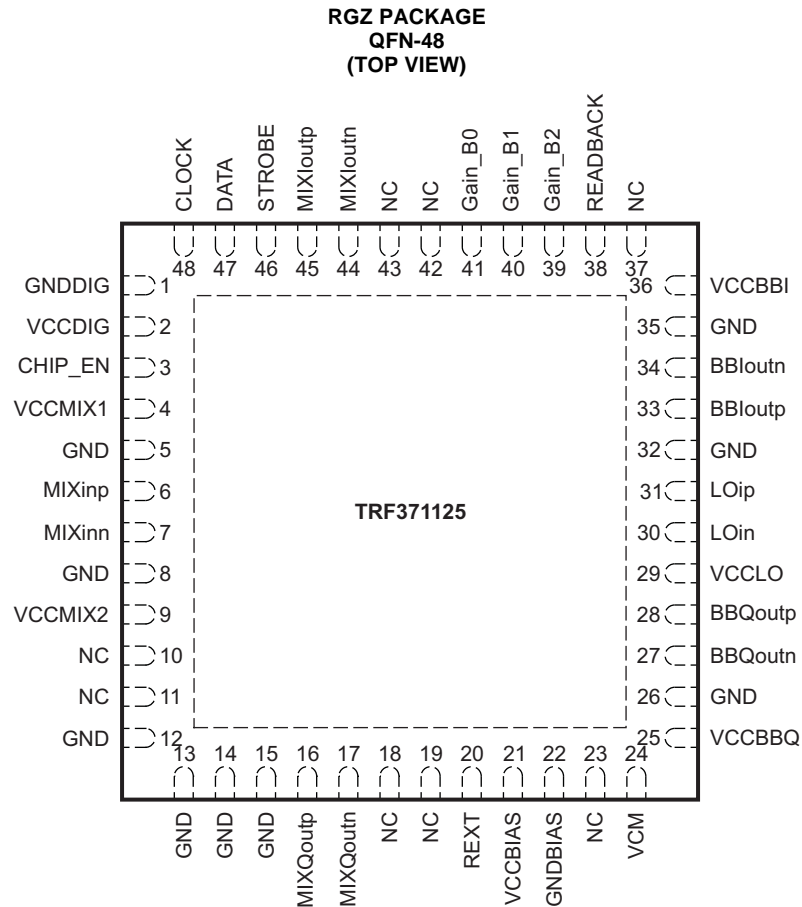 RGZ PACKAGE
QFN-48
(TOP VIEW)
CLOCK
DATA
STROBE
MIXIoutp
MIXIoutn
NC
NC
Gain_B0
Gain_B1
Gain_B2
READBACK
NC
48 47 46 45 44 43 42 41 40 39 38 37
GNDDIG 1 36 VCCBBI
VCCDIG 2 35 GND
CHIP_EN 3 34 BBIoutn
VCCMIX1 4 33 BBIoutp
GND 5 32 GND
MIXinp 6 31 LOip
TRF371125
MIXinn 7 30 LOin
GND 8 29 VCCLO
VCCMIX2 9 28 BBQoutp
NC 10 27 BBQoutn
NC 11 26 GND
GND 12 25 VCCBBQ
13 14 15 16 17 18 19 20 21 22 23 24
GND
GND
GND
MIXQoutp
MIXQoutn
NC
NC
REXT
VCCBIAS
GNDBIAS
NC
VCM